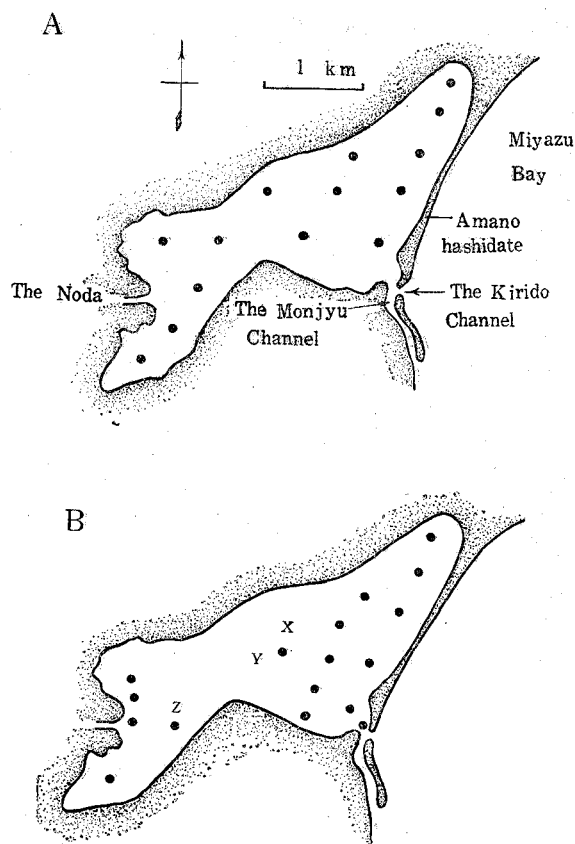 A
1 km
Miyazu
Bay
Amano
hashidate
The Noda
The Monjyu
Channel
The Kirido
Channel
B
X
Y
Z